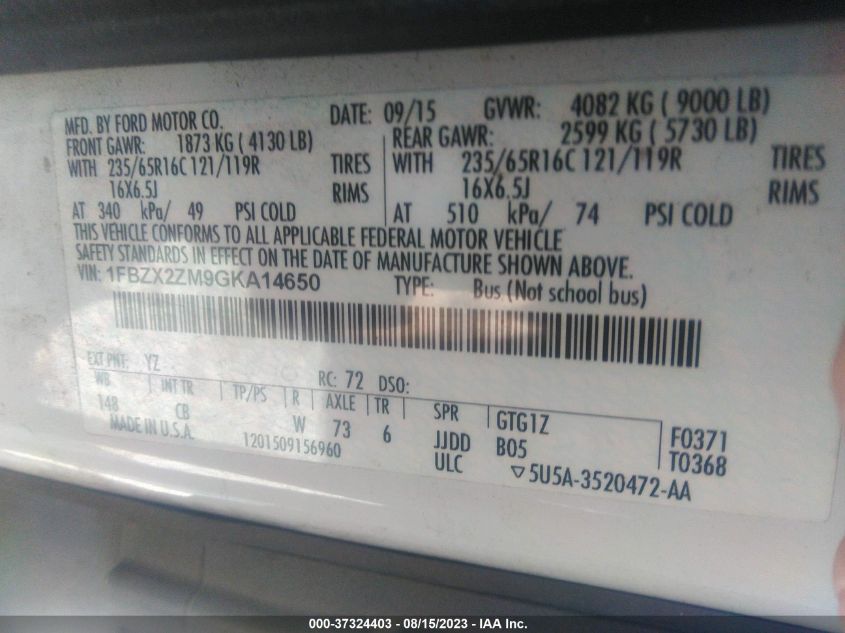 MFD. BY FORD MOTOR CO. DATE: 09/15 GVWR: 4082 KG ( 9000 LB)
FRONT GAWR: 1873 KG ( 4130 LB) REAR GAWR: 2599 KG ( 5730 LB)
WITH 235/65R16C 121/119R TIRES WITH 235/65R16C 121/119R TIRES
16X6.5J RIMS 16X6.5J RIMS
AT 340 kPa/ 49 PSI COLD AT 510 kPa/ 74 PSI COLD
THIS VEHICLE CONFORMS TO ALL APPLICABLE FEDERAL MOTOR VEHICLE
SAFETY STANDARDS IN EFFECT ON THE DATE OF MANUFACTURE SHOWN ABOVE.
VIN: 1FBZX2ZM9GKA14650 TYPE: Bus (Not school bus)
EXT PNT: YZ RC: 72 DSO:
WB INT TR TP/PS R AXLE TR SPR GTG1Z F0371
148 CB W 73 6 JJDD B05 T0368
MADE IN U.S.A. 1201509156960 ULC ▽5U5A-3520472-AA
000-37324403 - 08/15/2023 - IAA Inc.